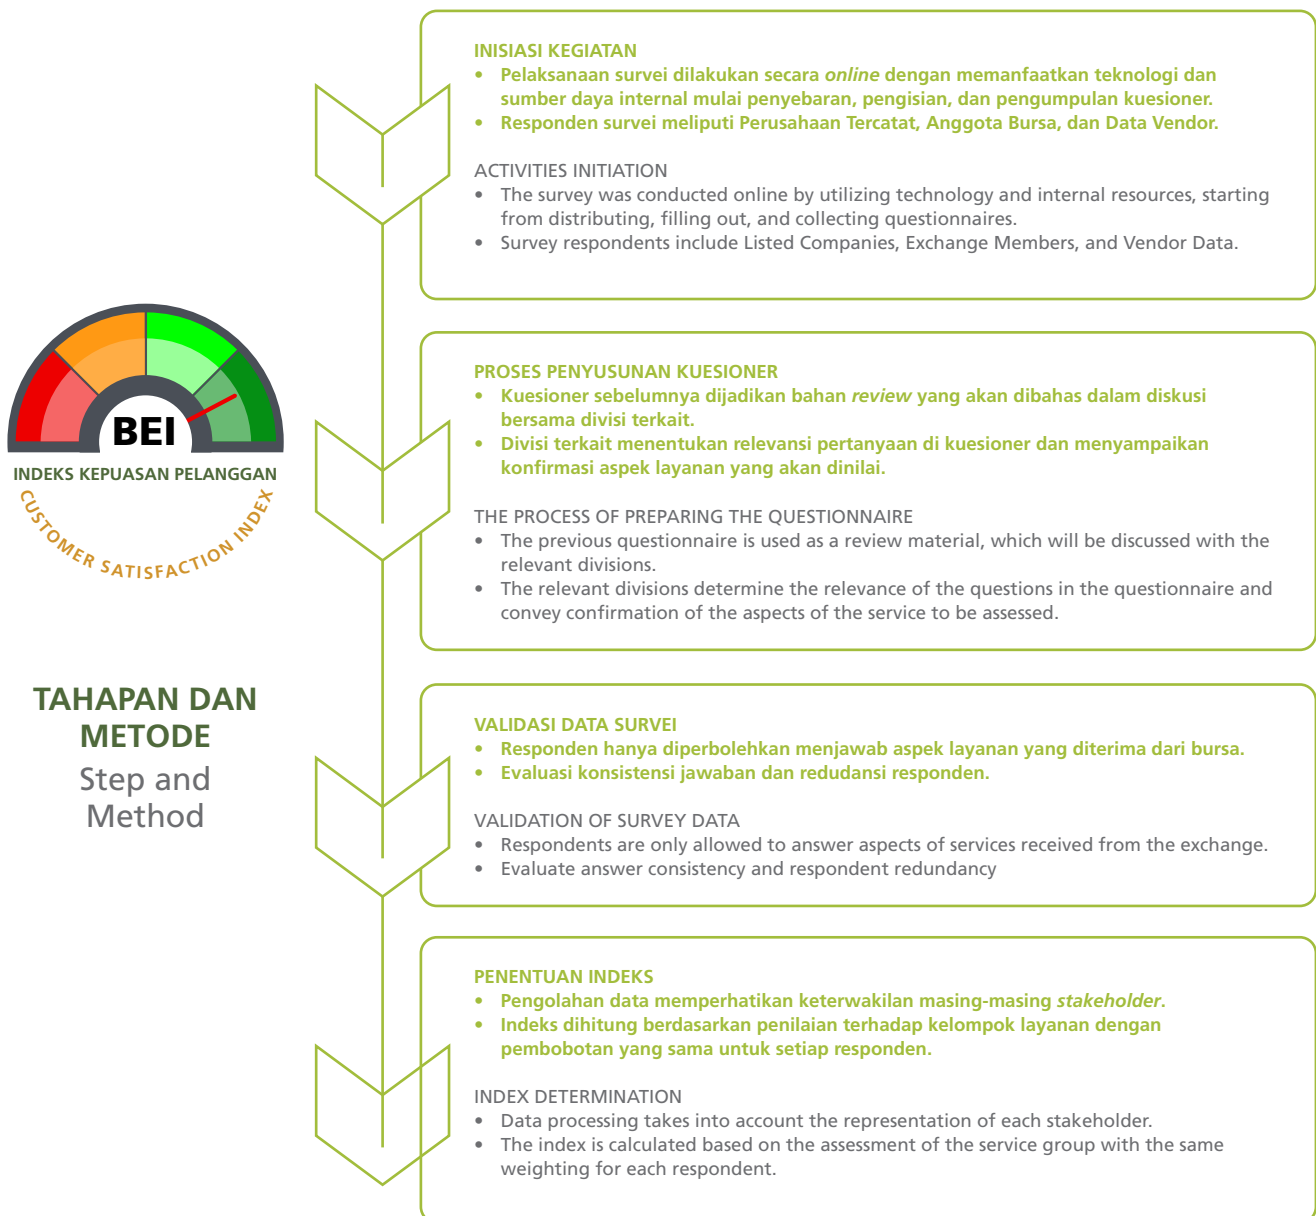 BEI
INDEKS KEPUASAN PELANGGAN
CUSTOMER SATISFACTION INDEX
TAHAPAN DAN
METODE
Step and
Method
INISIASI KEGIATAN
• Pelaksanaan survei dilakukan secara online dengan memanfaatkan teknologi dan
sumber daya internal mulai penyebaran, pengisian, dan pengumpulan kuesioner.
• Responden survei meliputi Perusahaan Tercatat, Anggota Bursa, dan Data Vendor.
ACTIVITIES INITIATION
• The survey was conducted online by utilizing technology and internal resources, starting
from distributing, filling out, and collecting questionnaires.
• Survey respondents include Listed Companies, Exchange Members, and Vendor Data.
PROSES PENYUSUNAN KUESIONER
• Kuesioner sebelumnya dijadikan bahan review yang akan dibahas dalam diskusi
bersama divisi terkait.
• Divisi terkait menentukan relevansi pertanyaan di kuesioner dan menyampaikan
konfirmasi aspek layanan yang akan dinilai.
THE PROCESS OF PREPARING THE QUESTIONNAIRE
• The previous questionnaire is used as a review material, which will be discussed with the
relevant divisions.
• The relevant divisions determine the relevance of the questions in the questionnaire and
convey confirmation of the aspects of the service to be assessed.
VALIDASI DATA SURVEI
• Responden hanya diperbolehkan menjawab aspek layanan yang diterima dari bursa.
• Evaluasi konsistensi jawaban dan redudansi responden.
VALIDATION OF SURVEY DATA
• Respondents are only allowed to answer aspects of services received from the exchange.
• Evaluate answer consistency and respondent redundancy
PENENTUAN INDEKS
• Pengolahan data memperhatikan keterwakilan masing-masing stakeholder.
• Indeks dihitung berdasarkan penilaian terhadap kelompok layanan dengan
pembobotan yang sama untuk setiap responden.
INDEX DETERMINATION
• Data processing takes into account the representation of each stakeholder.
• The index is calculated based on the assessment of the service group with the same
weighting for each respondent.